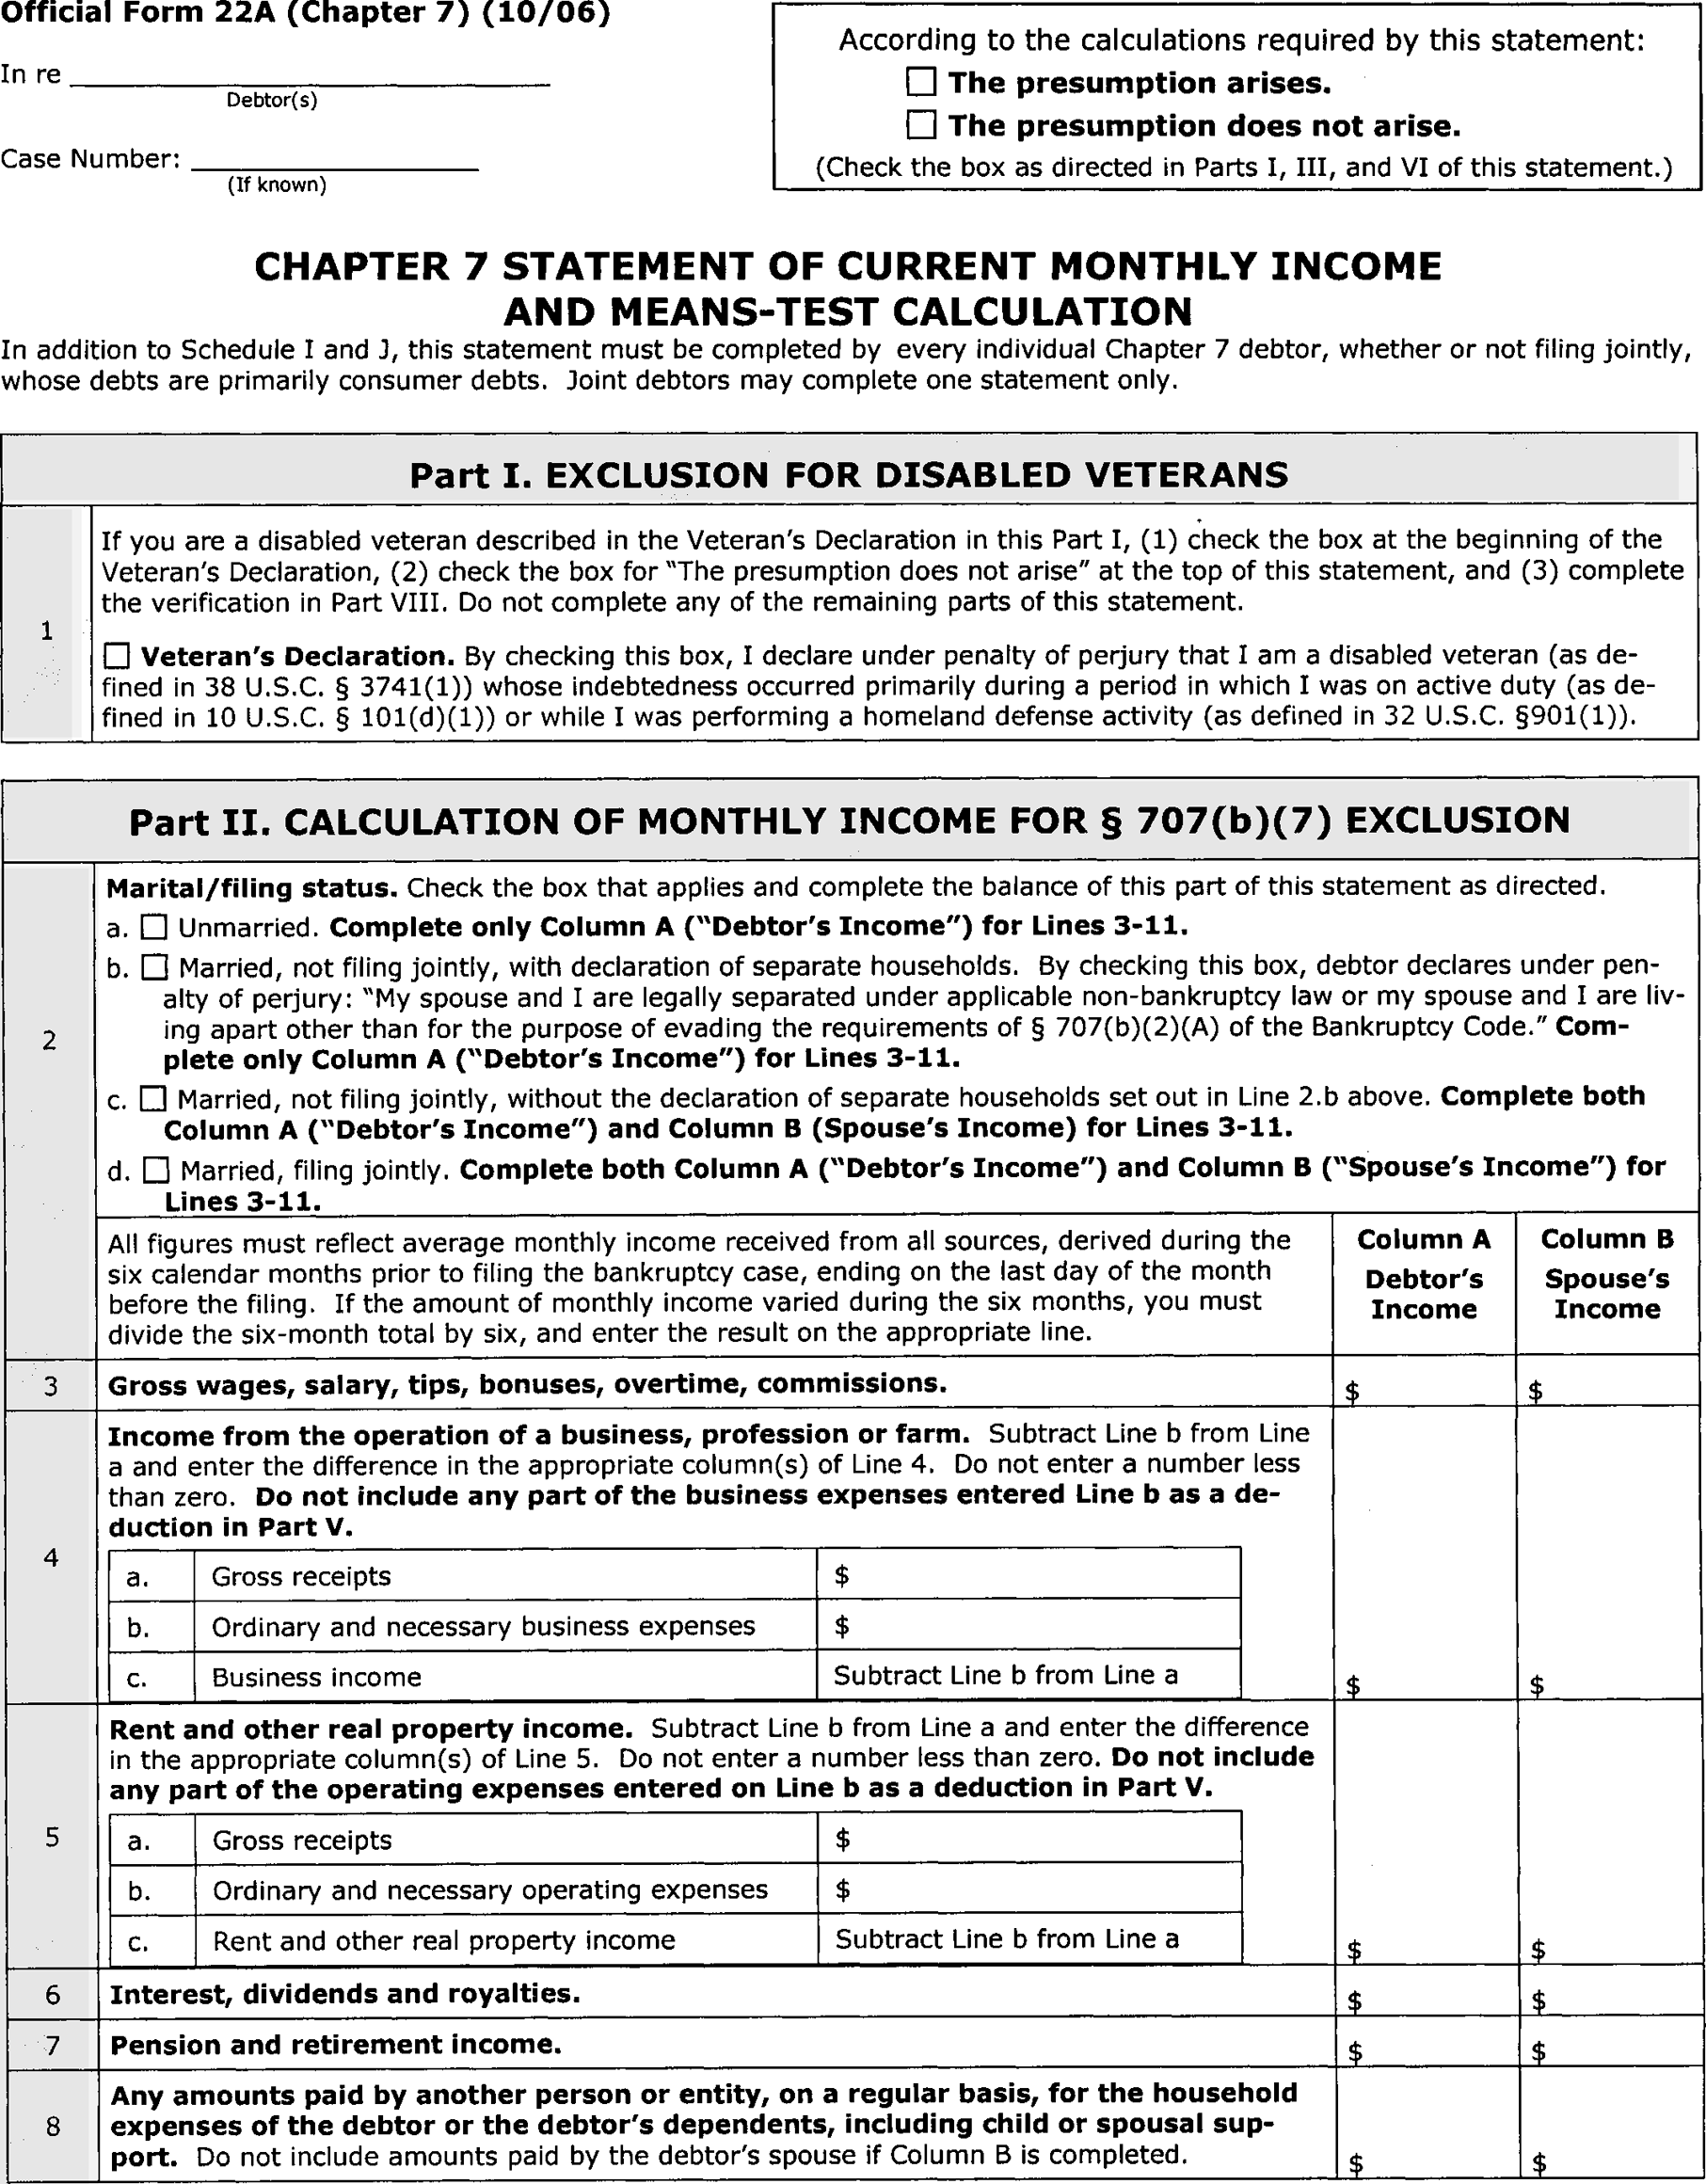 Official Form 22A (Chapter 7) (10/06)
In re
Debtor(s)
Case Number:
(If known)
According to the calculations required by this statement:
☐ The presumption arises.
☐ The presumption does not arise.
(Check the box as directed in Parts I, III, and VI of this statement.)
CHAPTER 7 STATEMENT OF CURRENT MONTHLY INCOME
AND MEANS-TEST CALCULATION
In addition to Schedule I and J, this statement must be completed by every individual Chapter 7 debtor, whether or not filing jointly,
whose debts are primarily consumer debts. Joint debtors may complete one statement only.
Part I. EXCLUSION FOR DISABLED VETERANS
1
If you are a disabled veteran described in the Veteran's Declaration in this Part I, (1) check the box at the beginning of the
Veteran's Declaration, (2) check the box for "The presumption does not arise" at the top of this statement, and (3) complete
the verification in Part VIII. Do not complete any of the remaining parts of this statement.
☐ Veteran's Declaration. By checking this box, I declare under penalty of perjury that I am a disabled veteran (as de-
fined in 38 U.S.C. § 3741(1)) whose indebtedness occurred primarily during a period in which I was on active duty (as de-
fined in 10 U.S.C. § 101(d)(1)) or while I was performing a homeland defense activity (as defined in 32 U.S.C. §901(1)).
Part II. CALCULATION OF MONTHLY INCOME FOR § 707(b)(7) EXCLUSION
2
Marital/filing status. Check the box that applies and complete the balance of this part of this statement as directed.
a. ☐ Unmarried. Complete only Column A ("Debtor's Income") for Lines 3-11.
b. ☐ Married, not filing jointly, with declaration of separate households. By checking this box, debtor declares under pen-
alty of perjury: "My spouse and I are legally separated under applicable non-bankruptcy law or my spouse and I are liv-
ing apart other than for the purpose of evading the requirements of § 707(b)(2)(A) of the Bankruptcy Code." Com-
plete only Column A ("Debtor's Income") for Lines 3-11.
c. ☐ Married, not filing jointly, without the declaration of separate households set out in Line 2.b above. Complete both
Column A ("Debtor's Income") and Column B (Spouse's Income) for Lines 3-11.
d. ☐ Married, filing jointly. Complete both Column A ("Debtor's Income") and Column B ("Spouse's Income") for
Lines 3-11.
All figures must reflect average monthly income received from all sources, derived during the
six calendar months prior to filing the bankruptcy case, ending on the last day of the month
before the filing. If the amount of monthly income varied during the six months, you must
divide the six-month total by six, and enter the result on the appropriate line.
Column A
Debtor's
Income
Column B
Spouse's
Income
3 Gross wages, salary, tips, bonuses, overtime, commissions. $ $
4
Income from the operation of a business, profession or farm. Subtract Line b from Line
a and enter the difference in the appropriate column(s) of Line 4. Do not enter a number less
than zero. Do not include any part of the business expenses entered Line b as a de-
duction in Part V.
a. Gross receipts $
b. Ordinary and necessary business expenses $
c. Business income Subtract Line b from Line a $ $
5
Rent and other real property income. Subtract Line b from Line a and enter the difference
in the appropriate column(s) of Line 5. Do not enter a number less than zero. Do not include
any part of the operating expenses entered on Line b as a deduction in Part V.
a. Gross receipts $
b. Ordinary and necessary operating expenses $
c. Rent and other real property income Subtract Line b from Line a $ $
6 Interest, dividends and royalties. $ $
7 Pension and retirement income. $ $
8
Any amounts paid by another person or entity, on a regular basis, for the household
expenses of the debtor or the debtor's dependents, including child or spousal sup-
port. Do not include amounts paid by the debtor's spouse if Column B is completed. $ $